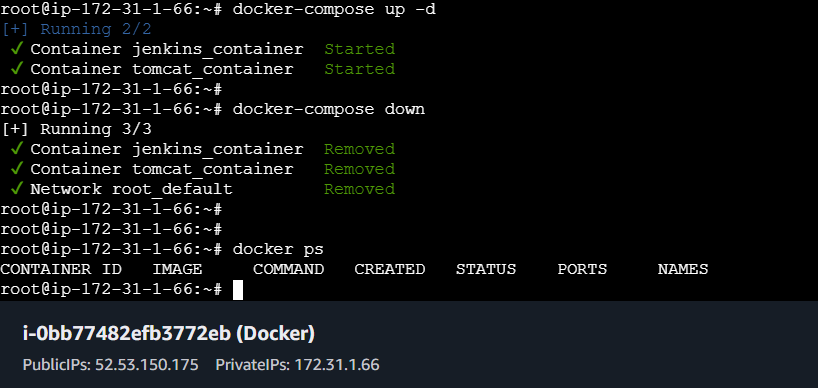 root@ip-172-31-1-66:~# docker-compose up -d
[+] Running 2/2
✓ Container jenkins_container Started
✓ Container tomcat_container Started
root@ip-172-31-1-66:~#
root@ip-172-31-1-66:~# docker-compose down
[+] Running 3/3
✓ Container jenkins_container Removed
✓ Container tomcat_container Removed
✓ Network root_default Removed
root@ip-172-31-1-66:~#
root@ip-172-31-1-66:~#
root@ip-172-31-1-66:~# docker ps
CONTAINER ID IMAGE COMMAND CREATED STATUS PORTS NAMES
root@ip-172-31-1-66:~#
i-0bb77482efb3772eb (Docker)
PublicIPs: 52.53.150.175 PrivateIPs: 172.31.1.66